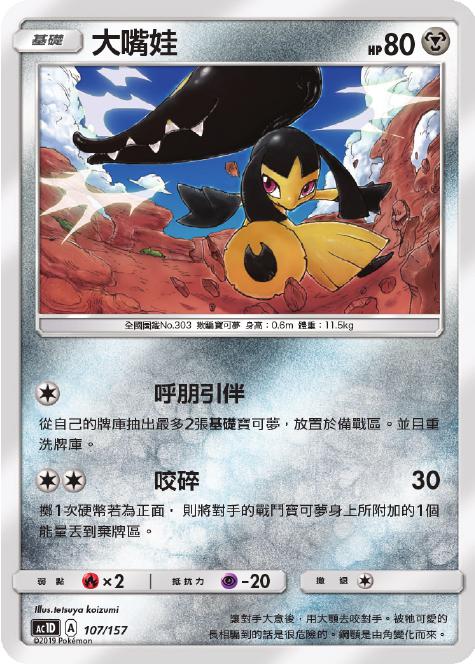 基礎 大嘴娃 HP80
全國圖鑑No.303 欺騙寶可夢 身高：0.6m 體重：11.5kg
呼朋引伴
從自己的牌庫抽出最多2張基礎寶可夢，放置於備戰區。並且重
洗牌庫。
咬碎 30
擲1次硬幣若為正面，則將對手的戰鬥寶可夢身上所附加的1個
能量丟到棄牌區。
弱點 ×2 抵抗力 -20 撤退
Illus.tetsuya koizumi
AC1D A 107/157
©2019 Pokémon
讓對手大意後，用大顎去咬對手。被牠可愛的
長相騙到的話是很危險的。鋼顎是由角變化而來。